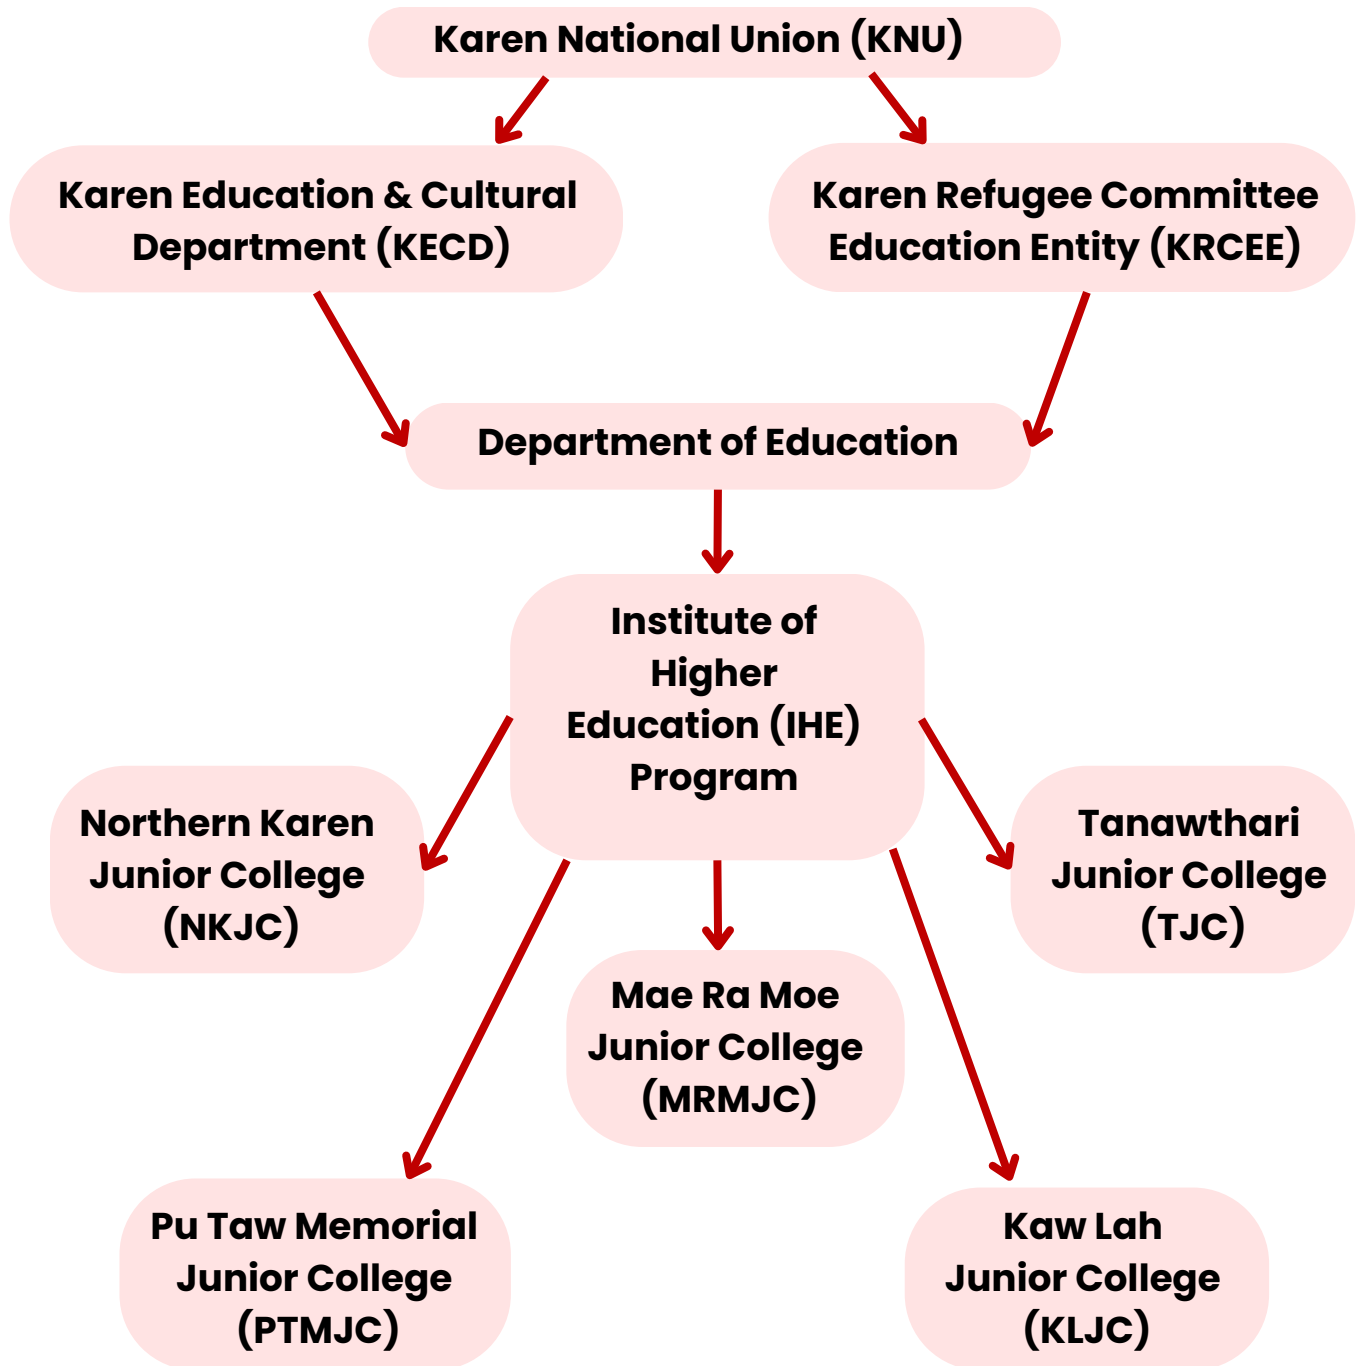 Karen National Union (KNU)
Karen Education & Cultural
Department (KECD)
Karen Refugee Committee
Education Entity (KRCEE)
Department of Education
Institute of
Higher
Education (IHE)
Program
Northern Karen
Junior College
(NKJC)
Tanawthari
Junior College
(TJC)
Mae Ra Moe
Junior College
(MRMJC)
Pu Taw Memorial
Junior College
(PTMJC)
Kaw Lah
Junior College
(KLJC)